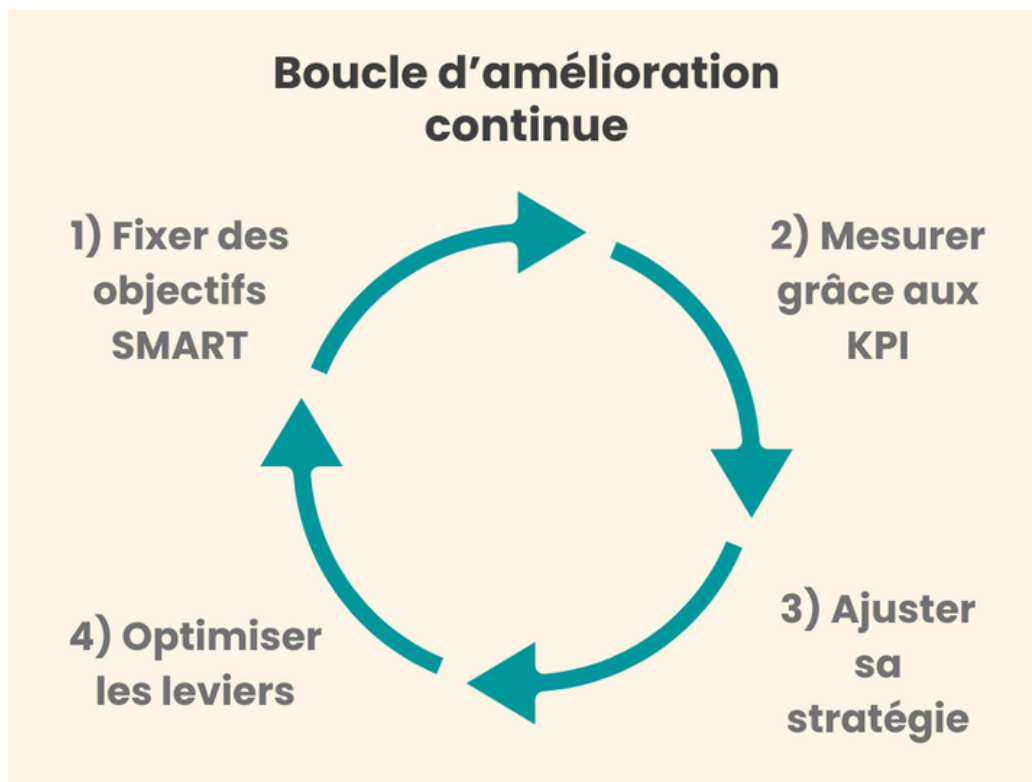 Boucle d’amélioration
continue
1) Fixer des
objectifs
SMART
2) Mesurer
grâce aux
KPI
3) Ajuster
sa
stratégie
4) Optimiser
les leviers